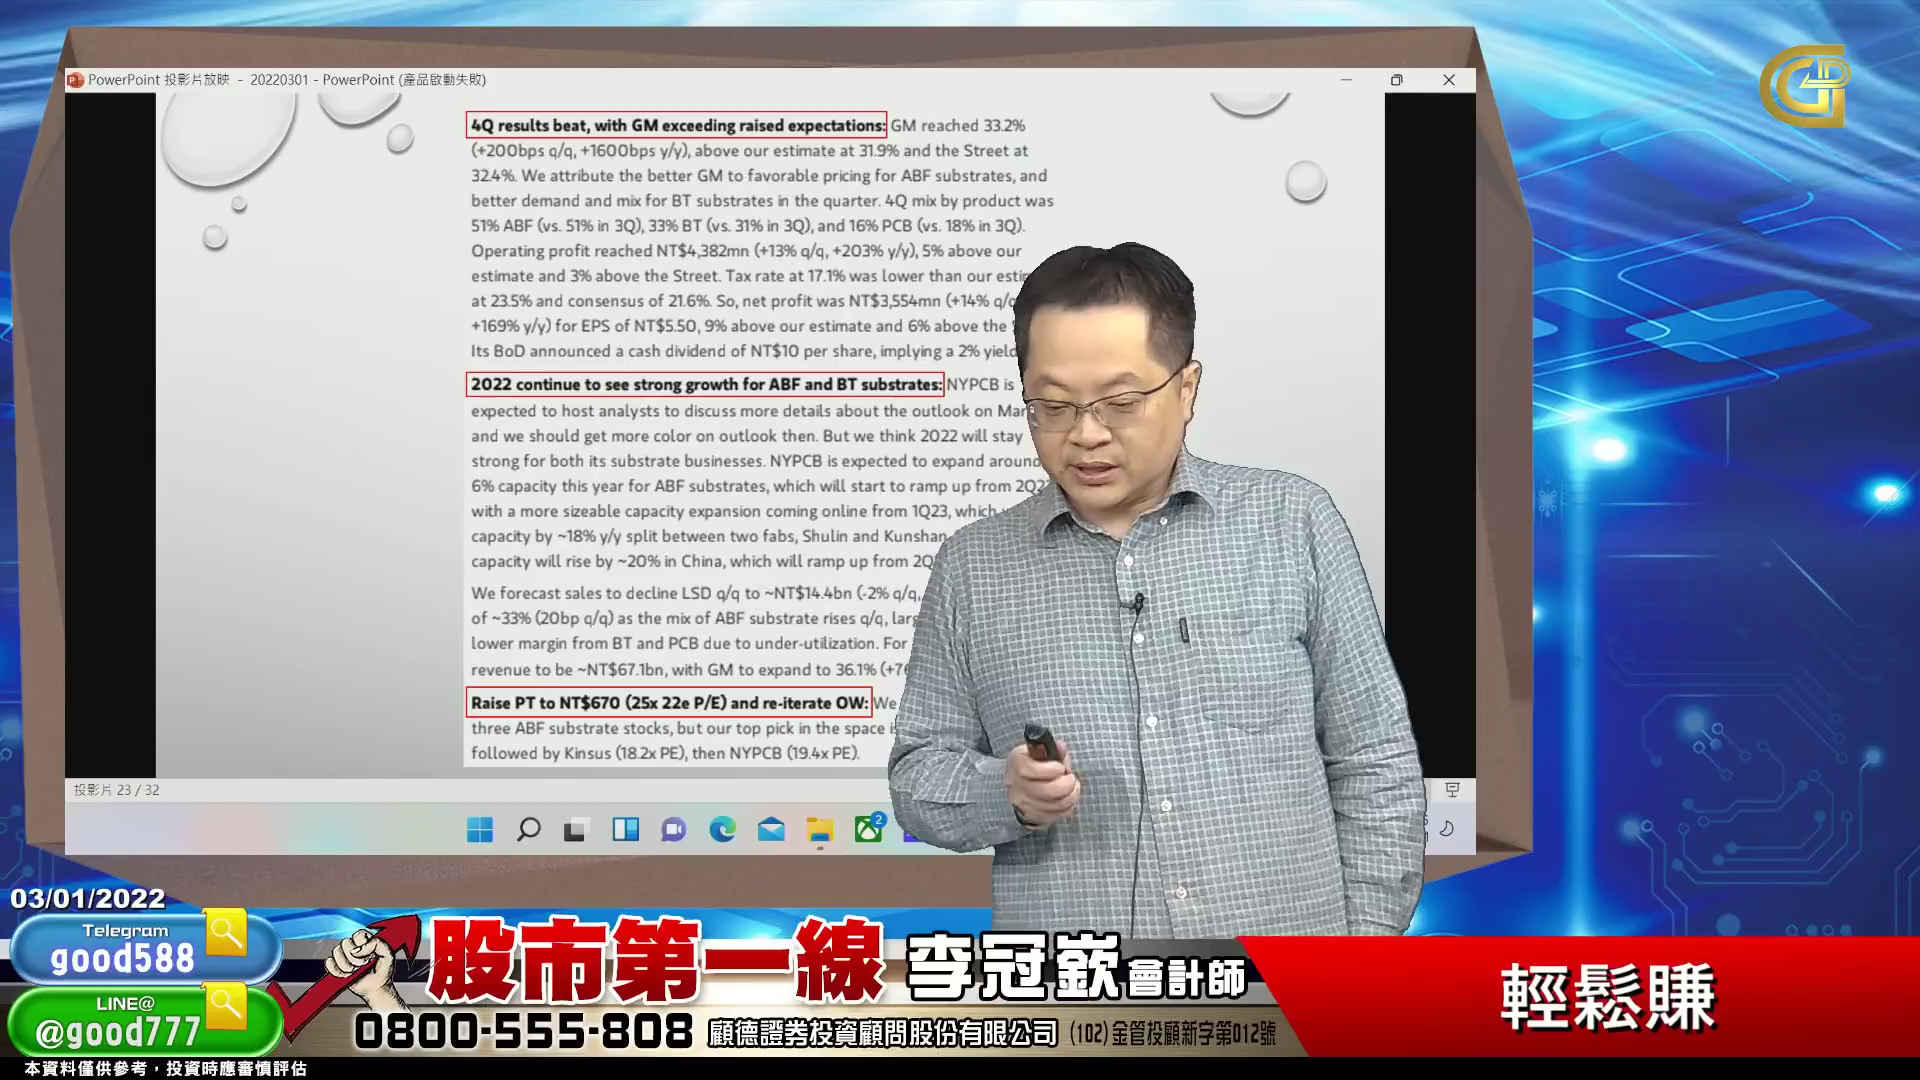 PowerPoint 投影片放映 - 20220301 - PowerPoint (產品啟動失敗)
4Q results beat, with GM exceeding raised expectations: GM reached 33.2%
(+200bps q/q, +1600bps y/y), above our estimate at 31.9% and the Street at
32.4%. We attribute the better GM to favorable pricing for ABF substrates, and
better demand and mix for BT substrates in the quarter. 4Q mix by product was
51% ABF (vs. 51% in 3Q), 33% BT (vs. 31% in 3Q), and 16% PCB (vs. 18% in 3Q).
Operating profit reached NT$4,382mn (+13% q/q, +203% y/y), 5% above our
estimate and 3% above the Street. Tax rate at 17.1% was lower than our
at 23.5% and consensus of 21.6%. So, net profit was NT$3,554mn (+14%
+169% y/y) for EPS of NT$5.50, 9% above our estimate and 6% above the
Its BoD announced a cash dividend of NT$10 per share, implying a 2% yield
2022 continue to see strong growth for ABF and BT substrates: NYPCB is
expected to host analysts to discuss more details about the outlook on
and we should get more color on outlook then. But we think 2022 will stay
strong for both its substrate businesses. NYPCB is expected to expand around
6% capacity this year for ABF substrates, which will start to ramp up from
with a more sizeable capacity expansion coming online from 1Q23, which
capacity by ~18% y/y split between two fabs, Shulin and Kunshan
capacity will rise by ~20% in China, which will ramp up from
We forecast sales to decline LSD q/q to ~NT$14.4bn (-2% q/q,
of ~33% (20bp q/q) as the mix of ABF substrate rises q/q,
lower margin from BT and PCB due to under-utilization. For
revenue to be ~NT$67.1bn, with GM to expand to 36.1%
Raise PT to NT$670 (25x 22e P/E) and re-iterate OW: We
three ABF substrate stocks, but our top pick in the space
followed by Kinsus (18.2x PE), then NYPCB (19.4x PE).
投影片 23 / 32
2
03/01/2022
Telegram
good588
LINE@
@good777
股市第一線 李冠嶔會計師
0800-555-808 顧德證券投資顧問股份有限公司 (102)金管投顧新字第012號
輕鬆賺
本資料僅供參考，投資時應審慎評估